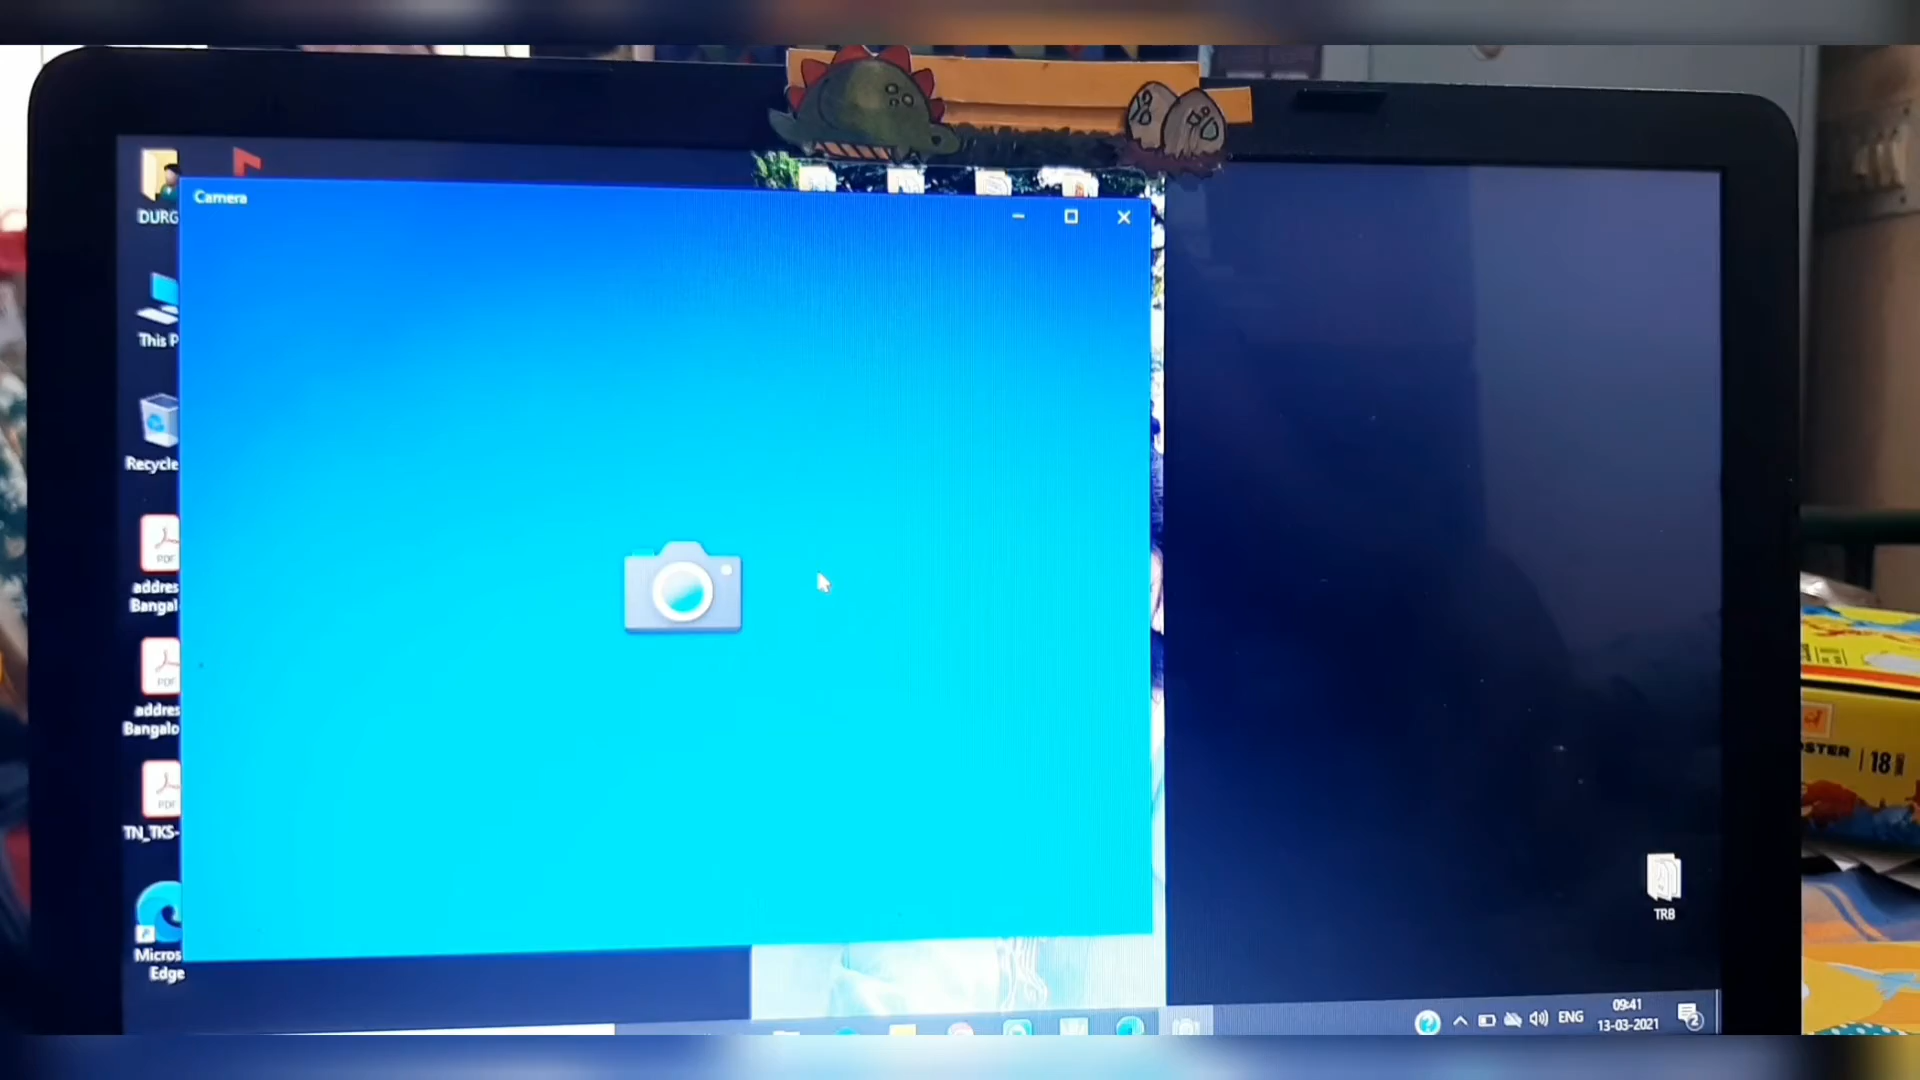 Camera
DURG
This P
Recycle
PDF
addres
Bangal
PDF
addres
Bangalo
PDF
TN_TKS-
Micros
Edge
TRB
ENG
09:41
13-03-2021
2
STER
18